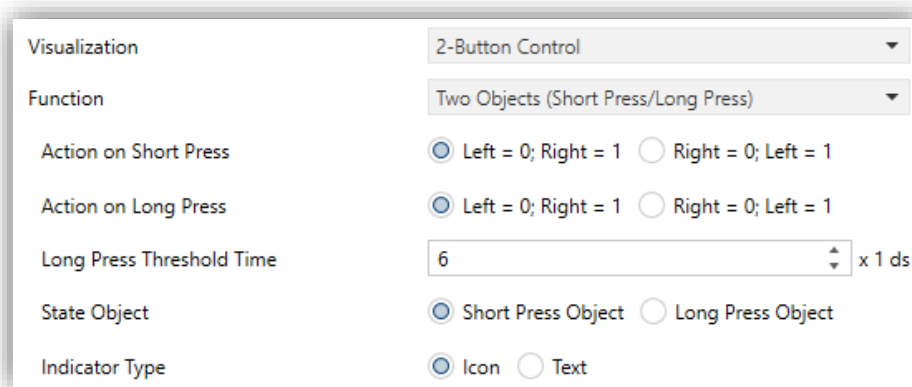 Visualization 2-Button Control
Function Two Objects (Short Press/Long Press)
Action on Short Press Left = 0; Right = 1 Right = 0; Left = 1
Action on Long Press Left = 0; Right = 1 Right = 0; Left = 1
Long Press Threshold Time 6 x 1 ds
State Object Short Press Object Long Press Object
Indicator Type Icon Text